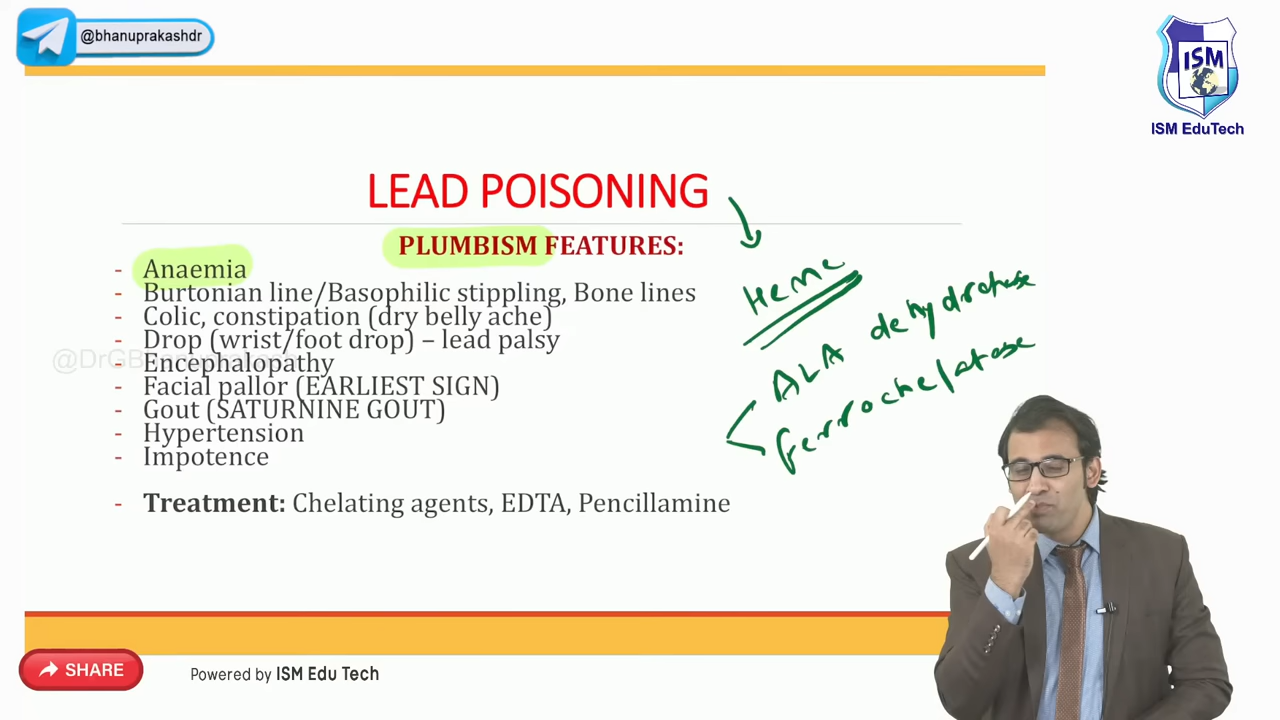 @bhanuprakashdr
ISM
ISM EduTech
LEAD POISONING
PLUMBISM FEATURES:
- Anaemia
- Burtonian line/Basophilic stippling, Bone lines
- Colic, constipation (dry belly ache)
- Drop (wrist/foot drop) – lead palsy
- Encephalopathy
- Facial pallor (EARLIEST SIGN)
- Gout (SATURNINE GOUT)
- Hypertension
- Impotence
- Treatment: Chelating agents, EDTA, Pencillamine
Heme
ALA dehydratase
Ferrochelatase
SHARE
Powered by ISM Edu Tech